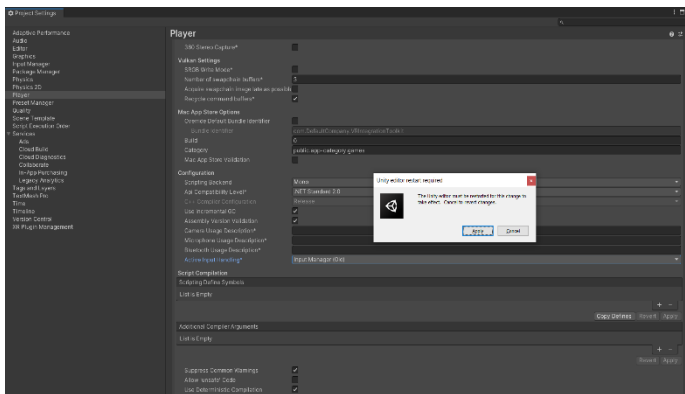 Project Settings
Adaptive Performance
Audio
Editor
Graphics
Input Manager
Package Manager
Physics
Physics 2D
Player
Preset Manager
Quality
Scene Template
Script Execution Order
Services
Ads
Cloud Build
Cloud Diagnostics
Collaborate
In-App Purchasing
Legacy Analytics
Tags and Layers
TextMesh Pro
Time
Timeline
Version Control
XR Plugin Management
Player
360 Stereo Capture*
Vulkan Settings
SRGB Write Mode*
Number of swapchain buffers* 3
Acquire swapchain image late as possible
Recycle command buffers*
Mac App Store Options
Override Default Bundle Identifier
Bundle Identifier com.DefaultCompany.VRIntegrationToolkit
Build 0
Category public.app-category.games
Mac App Store Validation
Configuration
Scripting Backend Mono
Api Compatibility Level* .NET Standard 2.0
C++ Compiler Configuration Release
Use incremental GC
Assembly Version Validation
Camera Usage Description*
Microphone Usage Description*
Bluetooth Usage Description*
Active Input Handling* Input Manager (Old)
Script Compilation
Scripting Define Symbols
List is Empty
+ −
Copy Defines Revert Apply
Additional Compiler Arguments
List is Empty
+ −
Revert Apply
Suppress Common Warnings
Allow 'unsafe' Code
Use Deterministic Compilation
Unity editor restart required
The Unity editor must be restarted for this change to
take effect. Cancel to revert changes.
Apply Cancel